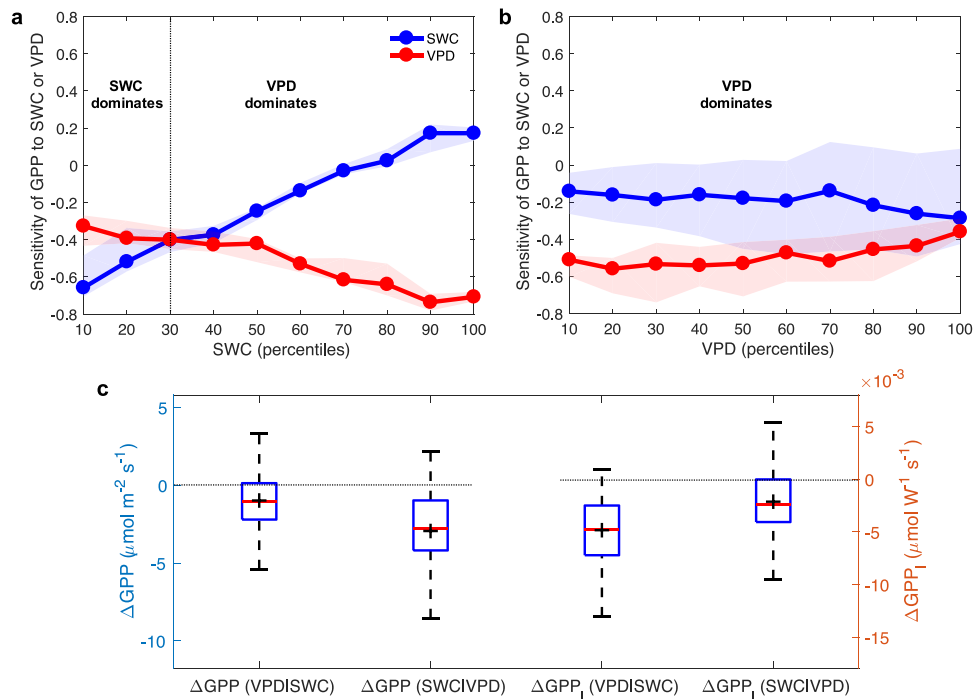 a
Sensitivity of GPP to SWC or VPD
0.8
0.6
0.4
0.2
0
-0.2
-0.4
-0.6
-0.8
SWC
dominates
VPD
dominates
SWC
VPD
10 20 30 40 50 60 70 80 90 100
SWC (percentiles)
b
Sensitivity of GPP to SWC or VPD
0.8
0.6
0.4
0.2
0
-0.2
-0.4
-0.6
-0.8
VPD
dominates
10 20 30 40 50 60 70 80 90 100
VPD (percentiles)
c
ΔGPP (μmol m⁻² s⁻¹)
5
0
-5
-10
×10⁻³
5
0
-5
-10
-15
ΔGPP_I (μmol W⁻¹ s⁻¹)
ΔGPP (VPD|SWC) ΔGPP (SWC|VPD) ΔGPP_I (VPD|SWC) ΔGPP_I (SWC|VPD)